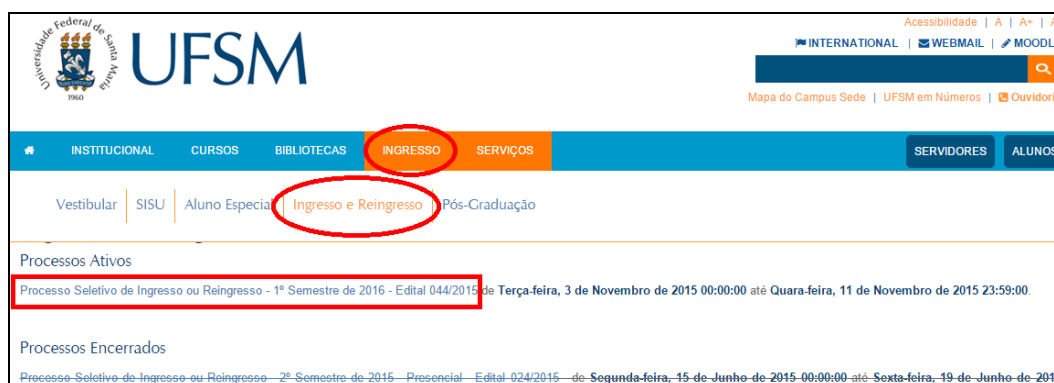 Universidade Federal de Santa Maria
1960
UFSM
Acessibilidade | A | A+ | A
INTERNATIONAL | WEBMAIL | MOODL
Mapa do Campus Sede | UFSM em Números | Ouvidori
INSTITUCIONAL CURSOS BIBLIOTECAS INGRESSO SERVIÇOS SERVIDORES ALUNOS
Vestibular SISU Aluno Especial Ingresso e Reingresso Pós-Graduação
Processos Ativos
Processo Seletivo de Ingresso ou Reingresso - 1º Semestre de 2016 - Edital 044/2015 de Terça-feira, 3 de Novembro de 2015 00:00:00 até Quara-feira, 11 de Novembro de 2015 23:59:00.
Processos Encerrados
Processo Seletivo de Ingresso ou Reingresso - 2º Semestre de 2015 - Presencial - Edital 024/2015 - de Segunda-feira, 15 de Junho de 2015 00:00:00 até Sexta-feira, 19 de Junho de 201